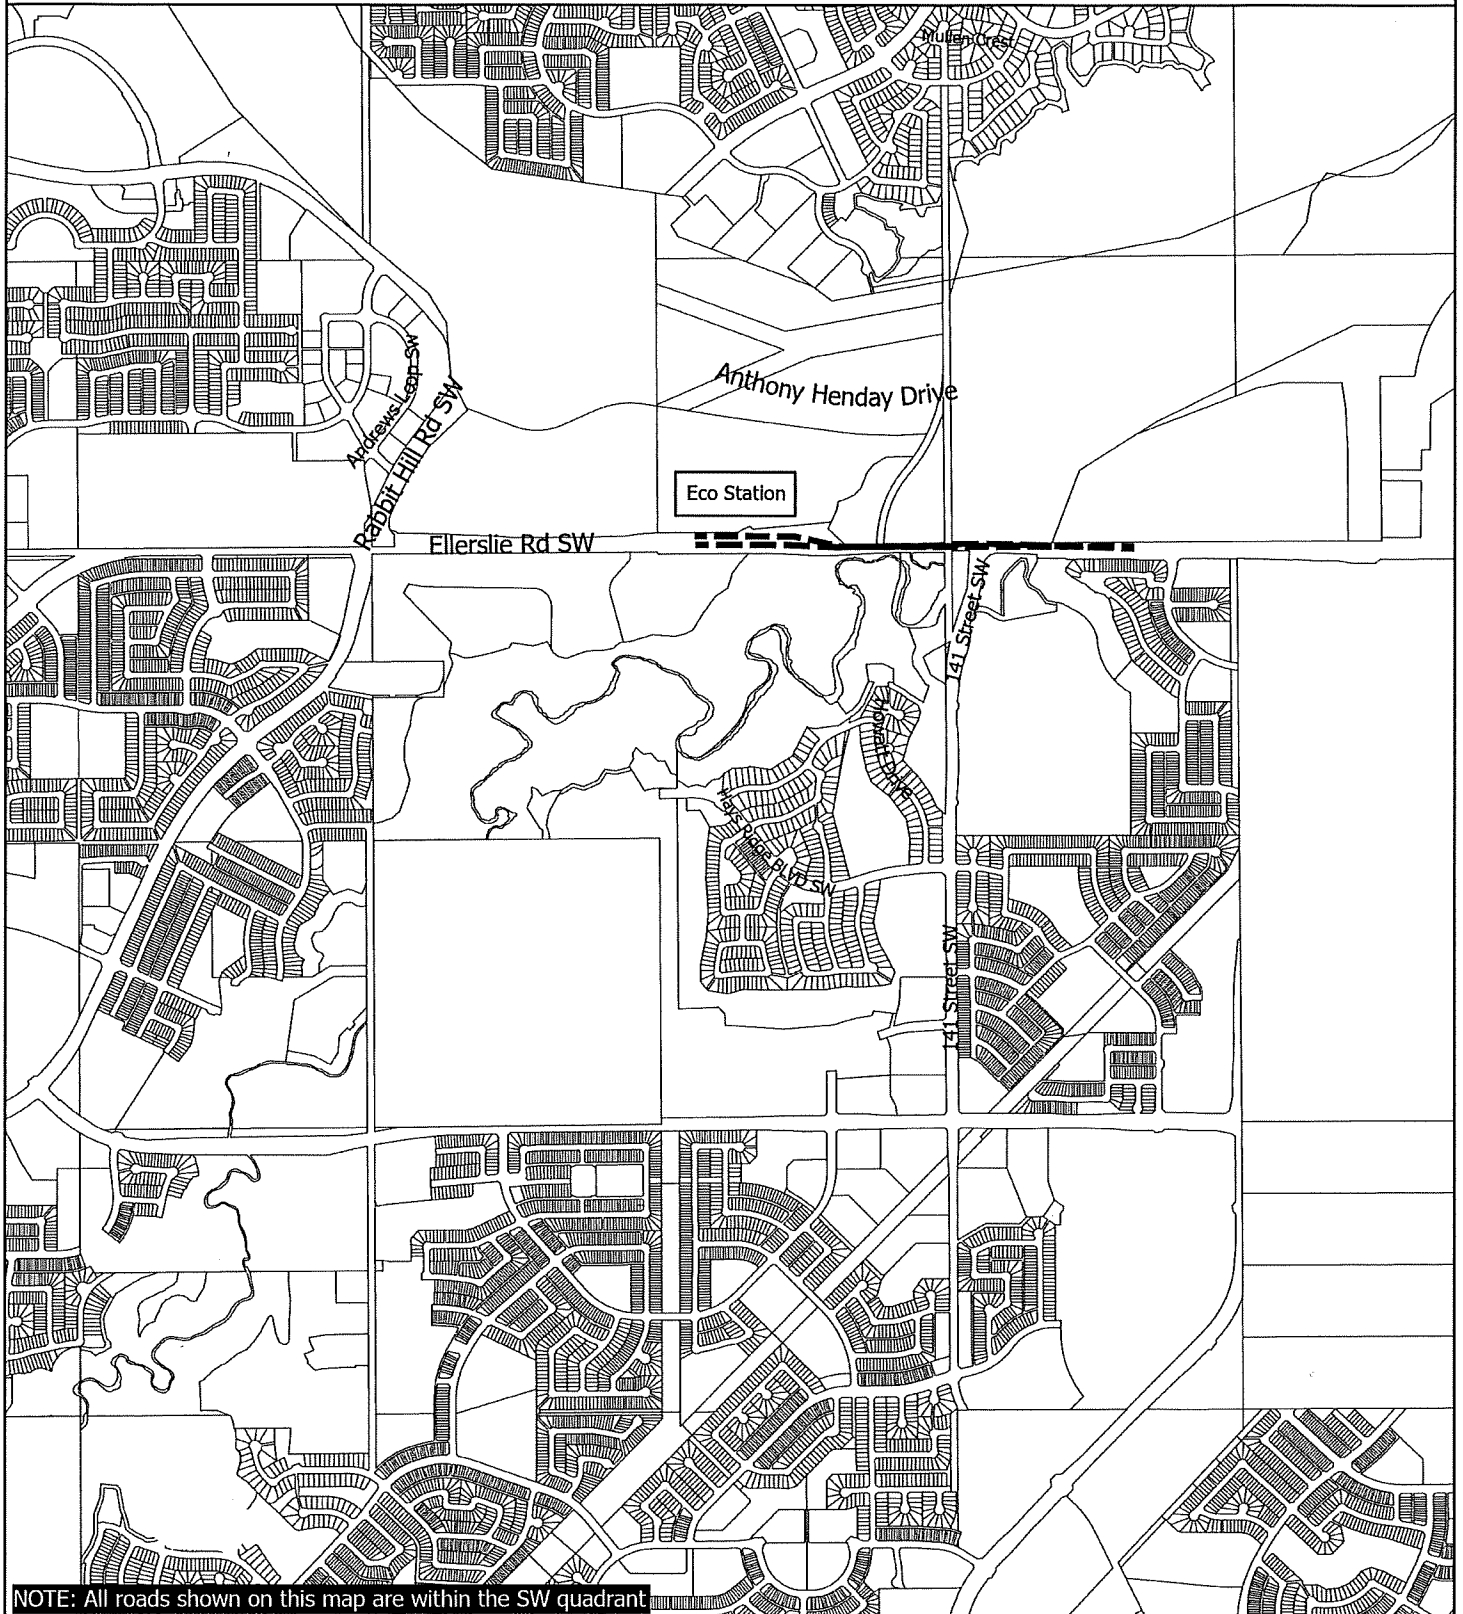 Mullen Crest
Andrews Loop SW
Rabbit Hill Rd SW
Anthony Henday Drive
Eco Station
Ellerslie Rd SW
141 Street SW
Howatt Drive
Hays Ridge BLVD SW
141 Street SW
NOTE: All roads shown on this map are within the SW quadrant